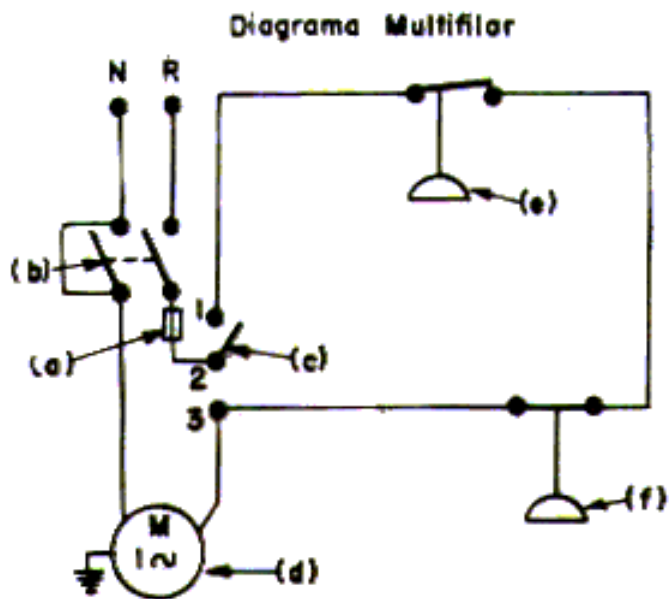 Diagrama Multifilar
N R
(e)
(b)
1
(c)
(a)
2
3
(f)
M
1~
(d)